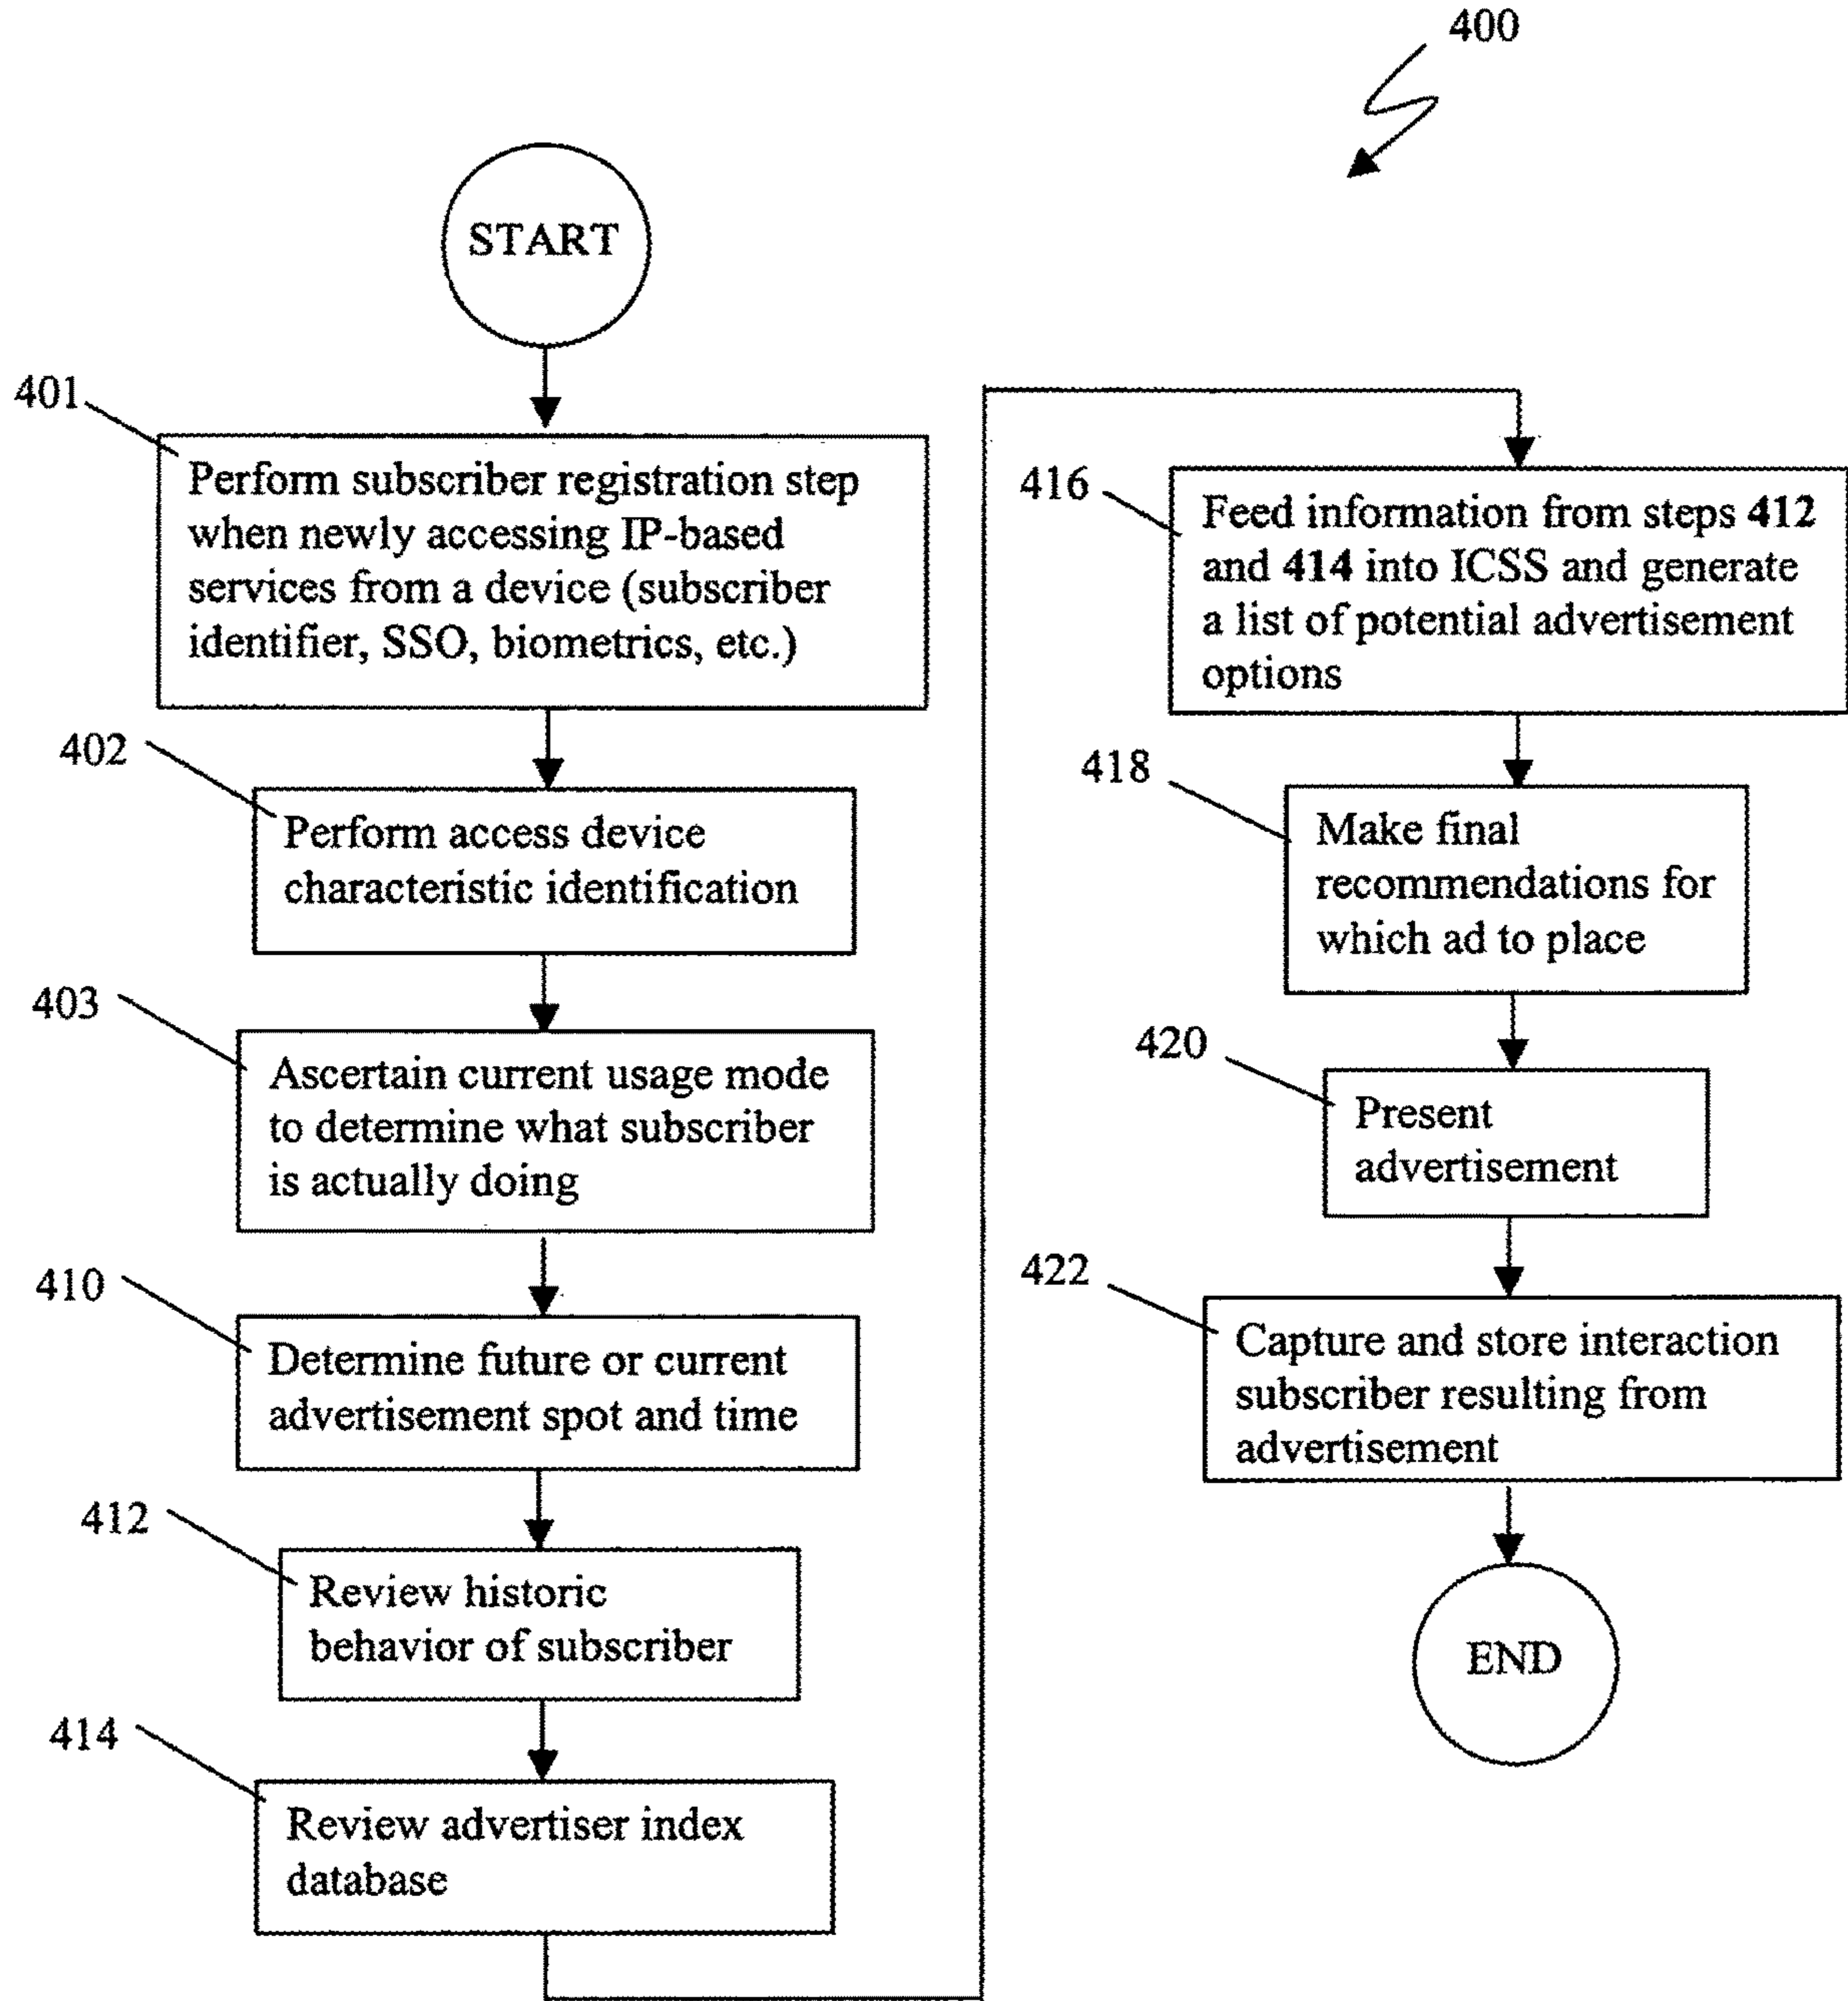 400
START
401
Perform subscriber registration step
when newly accessing IP-based
services from a device (subscriber
identifier, SSO, biometrics, etc.)
402
Perform access device
characteristic identification
403
Ascertain current usage mode
to determine what subscriber
is actually doing
410
Determine future or current
advertisement spot and time
412
Review historic
behavior of subscriber
414
Review advertiser index
database
416
Feed information from steps 412
and 414 into ICSS and generate
a list of potential advertisement
options
418
Make final
recommendations for
which ad to place
420
Present
advertisement
422
Capture and store interaction
subscriber resulting from
advertisement
END